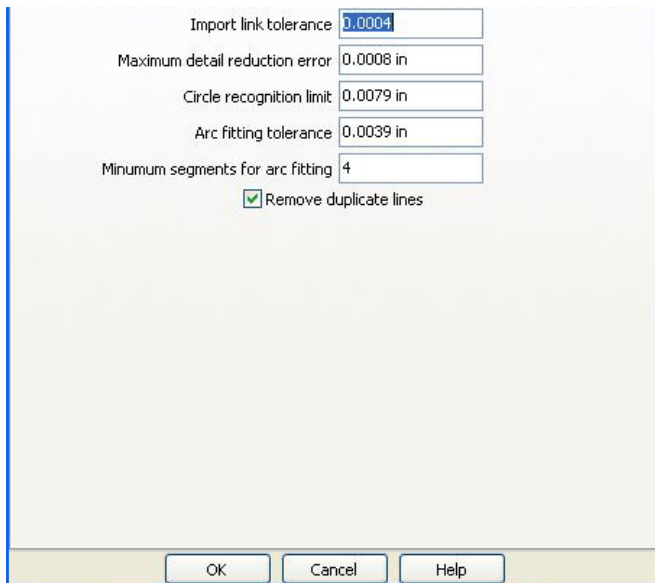 Import link tolerance 0.0004
Maximum detail reduction error 0.0008 in
Circle recognition limit 0.0079 in
Arc fitting tolerance 0.0039 in
Minumum segments for arc fitting 4
Remove duplicate lines
OK Cancel Help